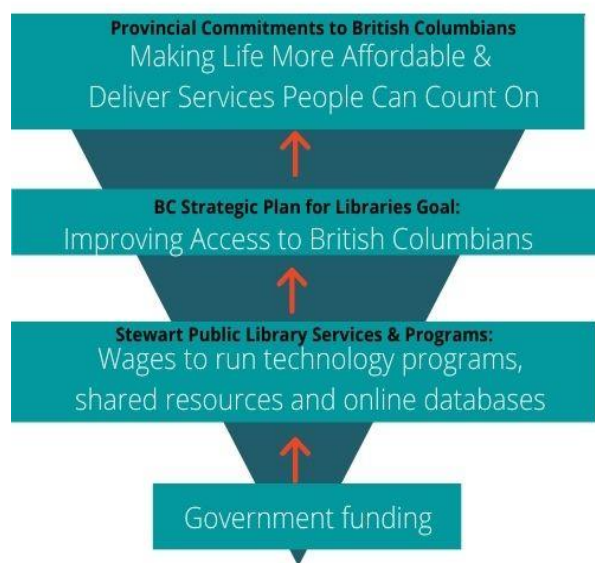 Provincial Commitments to British Columbians
Making Life More Affordable &
Deliver Services People Can Count On
BC Strategic Plan for Libraries Goal:
Improving Access to British Columbians
Stewart Public Library Services & Programs:
Wages to run technology programs,
shared resources and online databases
Government funding